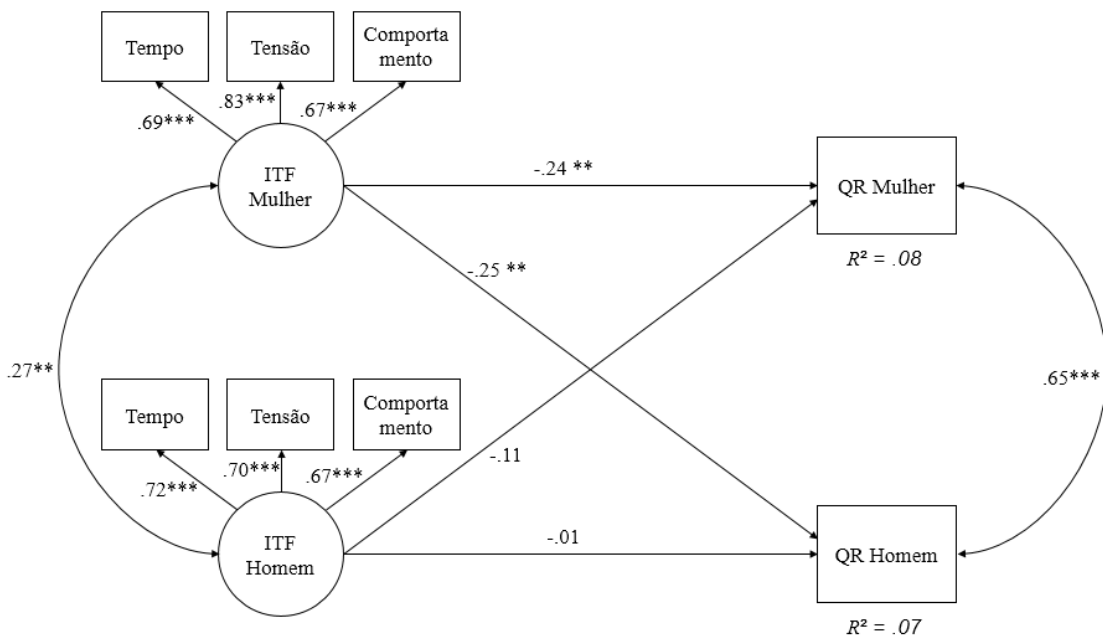 Tempo
Tensão
Comporta
mento
.69***
.83***
.67***
ITF
Mulher
-.24 **
QR Mulher
R² = .08
-.25 **
.27**
.65***
Tempo
Tensão
Comporta
mento
.72***
.70***
.67***
-.11
ITF
Homem
-.01
QR Homem
R² = .07